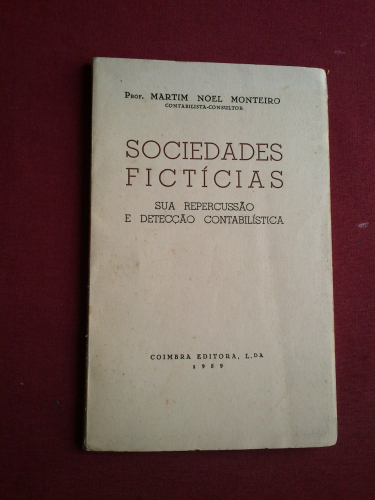 Prof. MARTIM NOEL MONTEIRO
CONTABILISTA-CONSULTOR
SOCIEDADES
FICTÍCIAS
SUA REPERCUSSÃO
E DETECÇÃO CONTABILÍSTICA
COIMBRA EDITORA, L.DA
1959